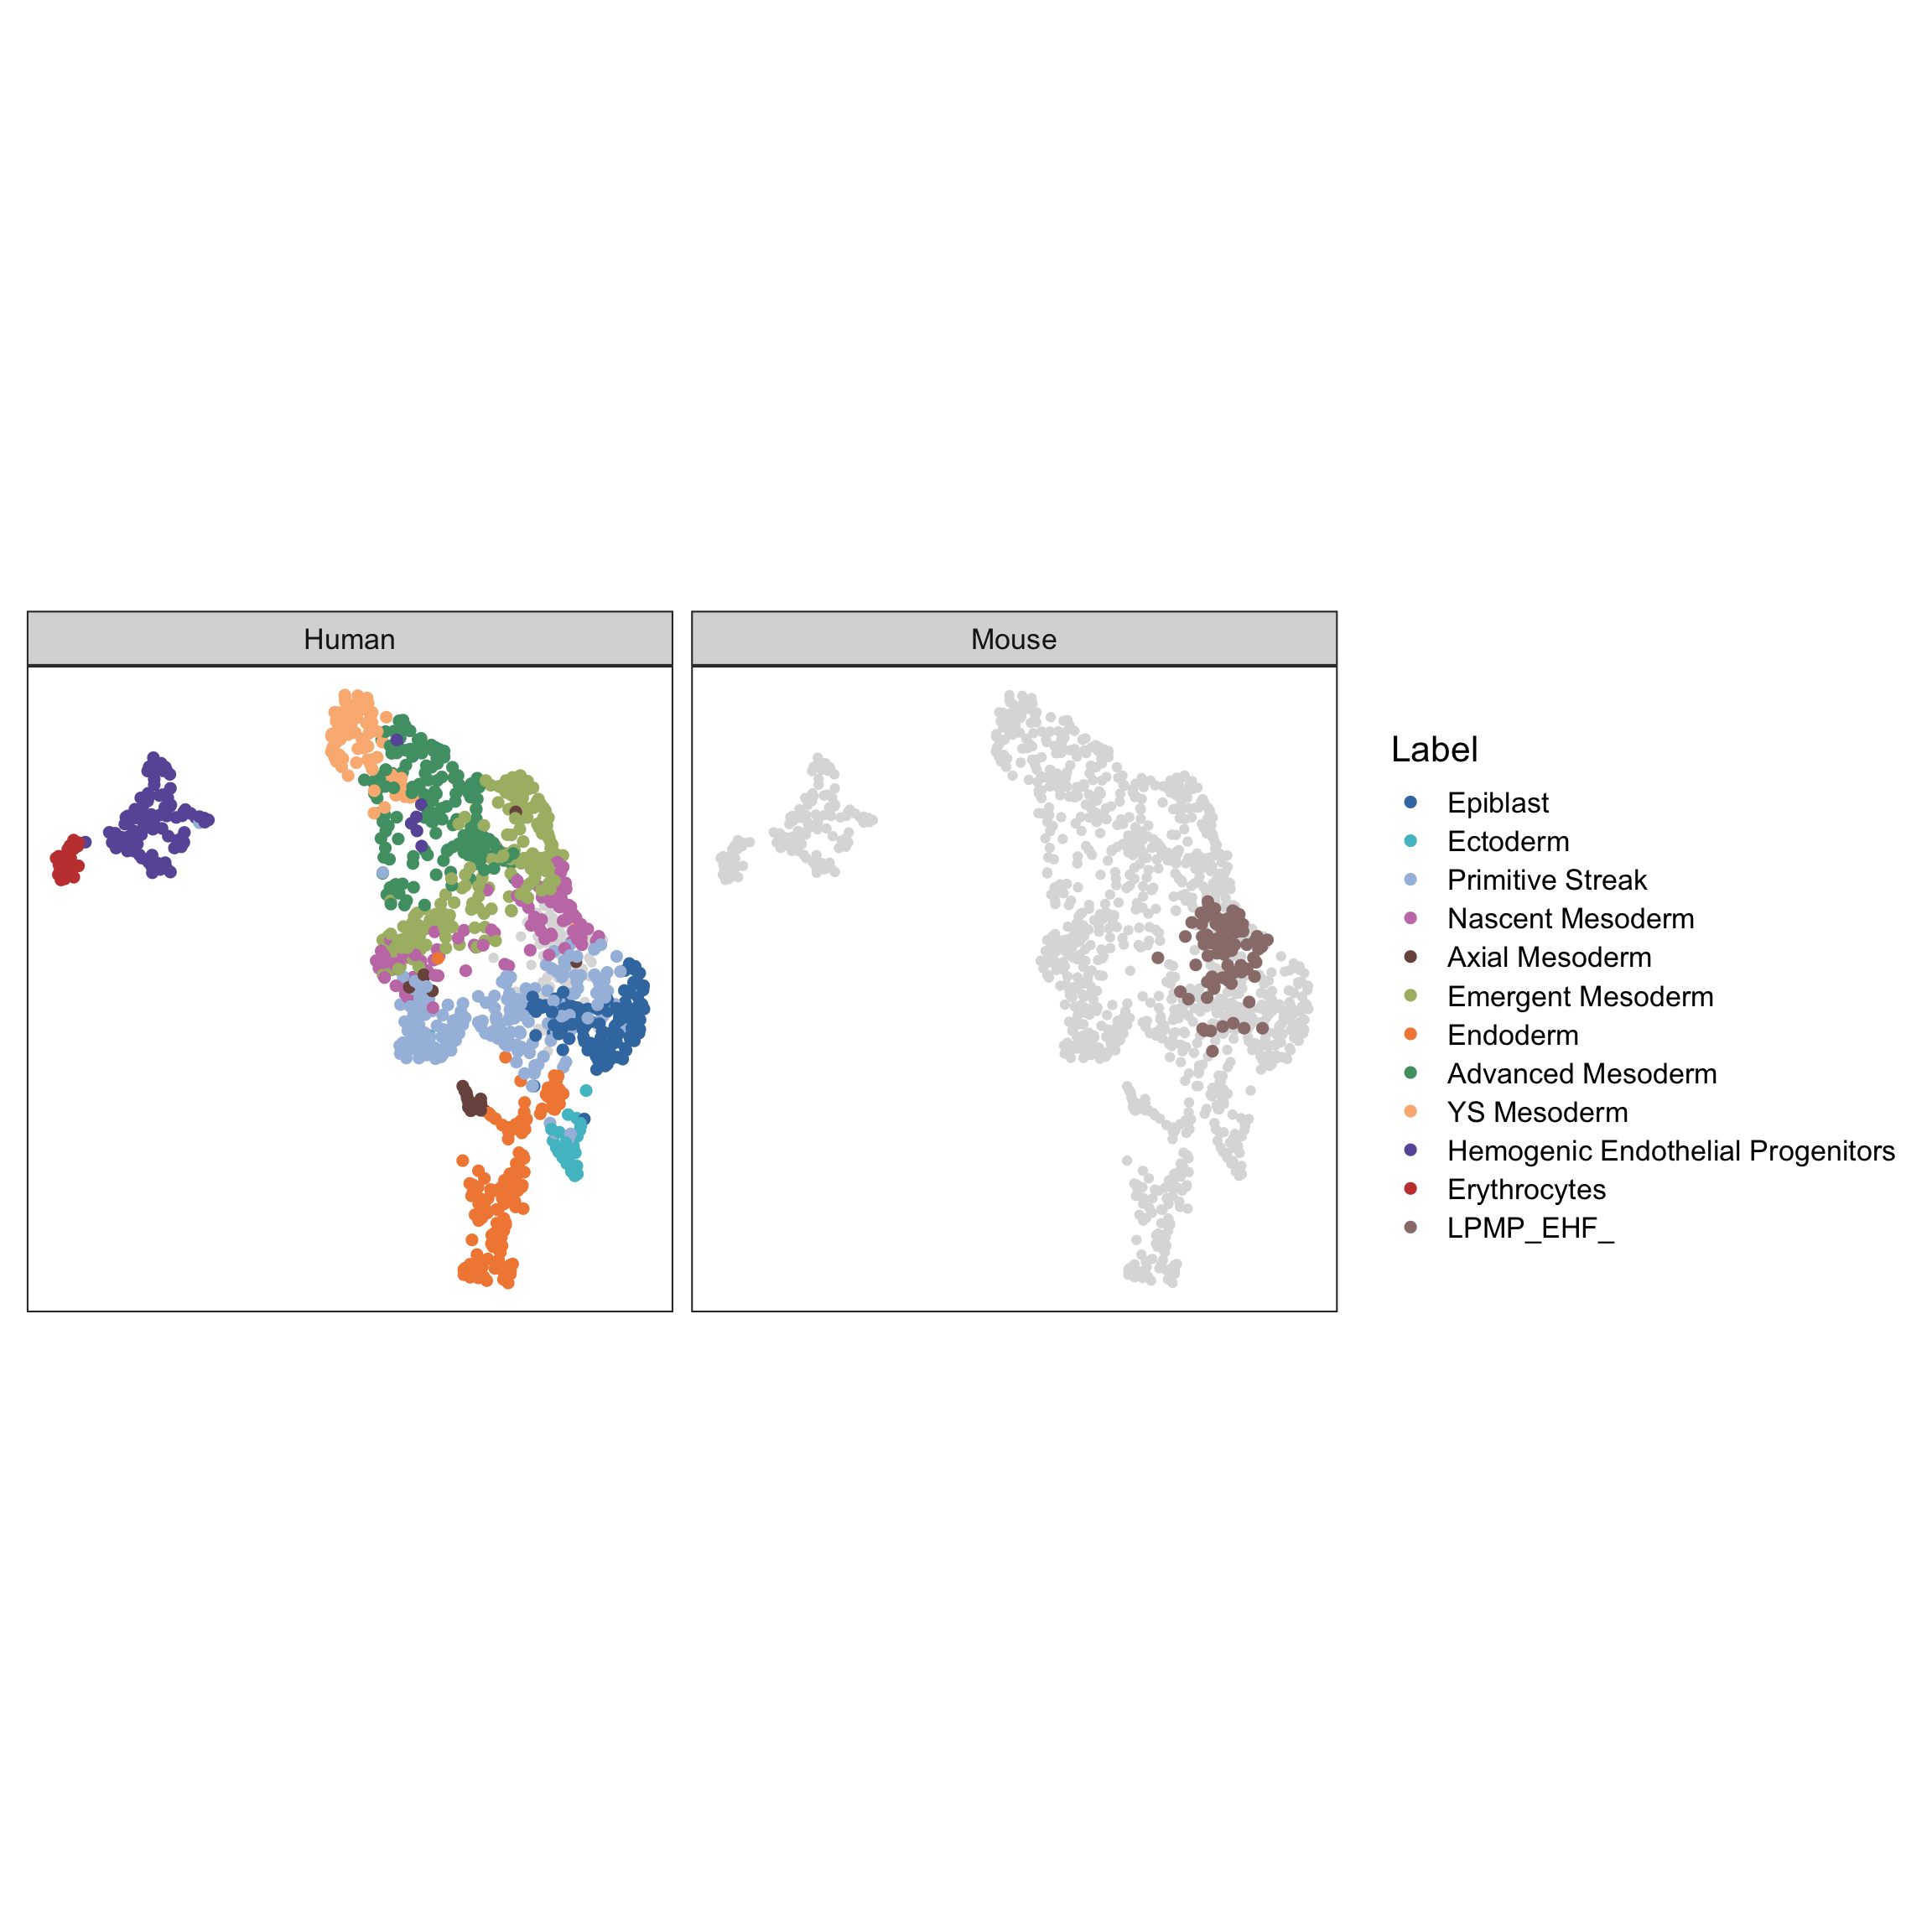 Human
Mouse
Label
Epiblast
Ectoderm
Primitive Streak
Nascent Mesoderm
Axial Mesoderm
Emergent Mesoderm
Endoderm
Advanced Mesoderm
YS Mesoderm
Hemogenic Endothelial Progenitors
Erythrocytes
LPMP_EHF_